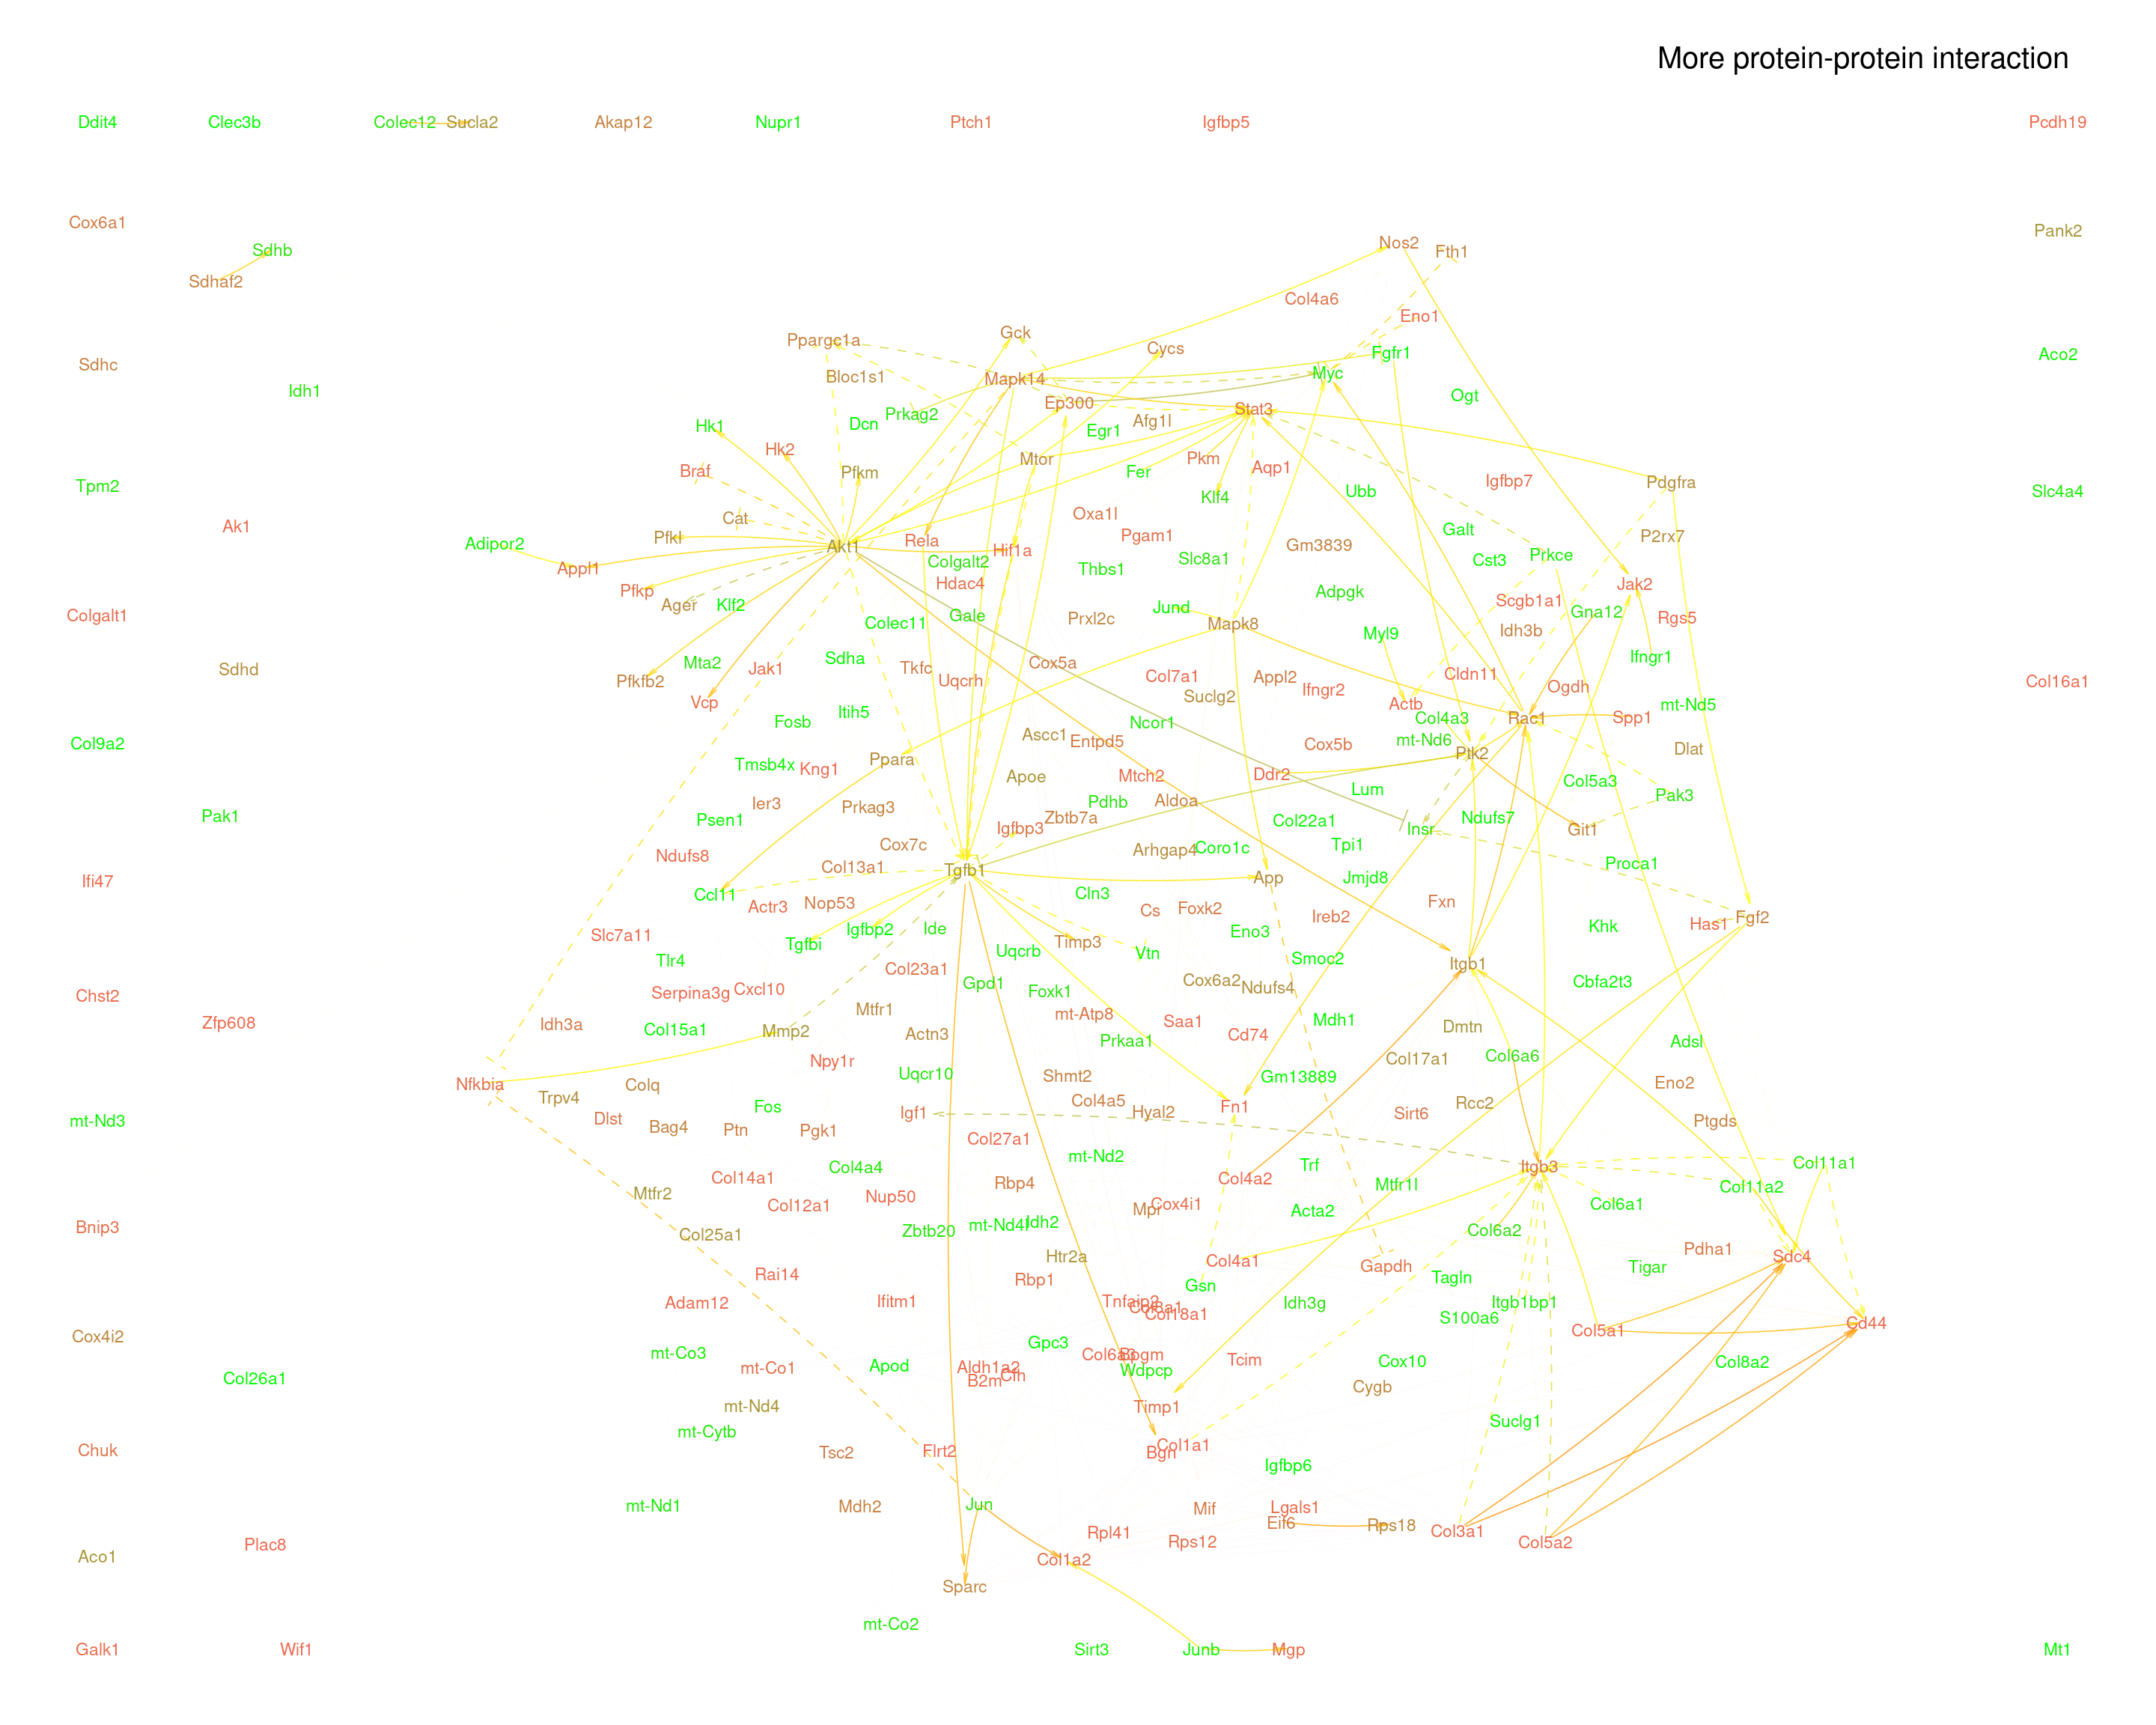 More protein-protein interaction
Ddit4 Clec3b Colec12 Sucla2 Akap12 Nupr1 Ptch1 Igfbp5 Pcdh19
Cox6a1 Pank2
Sdhb Nos2 Fth1
Sdhaf2 Col4a6
Eno1
Ppargc1a Gck Cycs Fgfr1 Aco2
Sdhc Bloc1s1 Mapk14 Myc
Idh1 Ep300 Stat3 Ogt
Hk1 Dcn Prkag2 Egr1 Afg1l
Hk2 Mtor Pkm
Braf Pfkm Fer Aqp1 Igfbp7 Pdgfra
Tpm2 Klf4 Ubb Slc4a4
Ak1 Cat Oxa1l Galt
Adipor2 Pfkl Akt1 Rela Hif1a Pgam1 Gm3839 P2rx7
Appl1 Colgalt2 Thbs1 Slc8a1 Cst3 Prkce
Pfkp Hdac4 Adpgk Jak2
Colgalt1 Ager Klf2 Colec11 Gale Prxl2c Jund Mapk8 Scgb1a1 Gna12 Rgs5
Myl9 Idh3b
Sdhd Mta2 Jak1 Sdha Tkfc Cox5a Ifngr1
Pfkfb2 Uqcrh Col7a1 Appl2 Cldn11 Ogdh Col16a1
Vcp Itih5 Suclg2 Ifngr2 Actb mt-Nd5
Fosb Ncor1 Col4a3 Rac1 Spp1
Col9a2 Ascc1 Entpd5 Cox5b mt-Nd6 Ptk2 Dlat
Tmsb4x Kng1 Ppara Apoe Mtch2 Ddr2 Col5a3
Ier3 Prkag3 Pdhb Aldoa Lum Pak3
Pak1 Psen1 Igfbp3 Zbtb7a Col22a1 Insr Ndufs7 Git1
Ndufs8 Cox7c Arhgap4 Coro1c Tpi1
Ifi47 Col13a1 Tgfb1 App Jmjd8 Proca1
Ccl11 Actr3 Nop53 Cln3 Cs Foxk2 Ireb2 Fxn Has1 Fgf2
Slc7a11 Tgfbi Igfbp2 Ide Timp3 Eno3 Khk
Tlr4 Col23a1 Uqcrb Vtn Smoc2 Itgb1
Chst2 Serpina3g Cxcl10 Gpd1 Foxk1 Cox6a2 Ndufs4 Cbfa2t3
Zfp608 Idh3a Col15a1 Mmp2 Mtfr1 Actn3 mt-Atp8 Saa1 Cd74 Mdh1 Dmtn
Npy1r Prkaa1 Col17a1 Col6a6 Adsl
Nfkbia Colq Uqcr10 Shmt2 Gm13889 Eno2
Trpv4 Fos Col4a5 Hyal2 Fn1 Rcc2
mt-Nd3 Dlst Bag4 Ptn Pgk1 Igf1 Sirt6 Ptgds
Col27a1
Col14a1 Col4a4 mt-Nd2 Trf Itgb3 Col11a1
Mtfr2 Col12a1 Nup50 Rbp4 Col4a2 Mtfr1l Col11a2
Bnip3 Col25a1 Zbtb20 mt-Nd4l Idh2 Mpi Cox4i1 Acta2 Col6a2 Col6a1
Rai14 Htr2a Col4a1 Gapdh Pdha1 Sdc4
Adam12 Ifitm1 Rbp1 Gsn Tagln Tigar
Tnfaip2 Col8a1 Col18a1 Idh3g Itgb1bp1
Cox4i2 mt-Co3 Gpc3 S100a6 Col5a1 Cd44
mt-Co1 Apod Aldh1a2 Col6a3 Bpgm Tcim Cox10 Col8a2
Col26a1 B2m Cfh Wdpcp Cygb
mt-Nd4 Timp1
mt-Cytb Suclg1
Chuk Tsc2 Flrt2 Bgn Col1a1 Igfbp6
mt-Nd1 Mdh2 Jun Mif Lgals1
Plac8 Rpl41 Rps12 Eif6 Rps18 Col3a1 Col5a2
Aco1 Col1a2
Sparc
mt-Co2
Galk1 Wif1 Sirt3 Junb Mgp Mt1